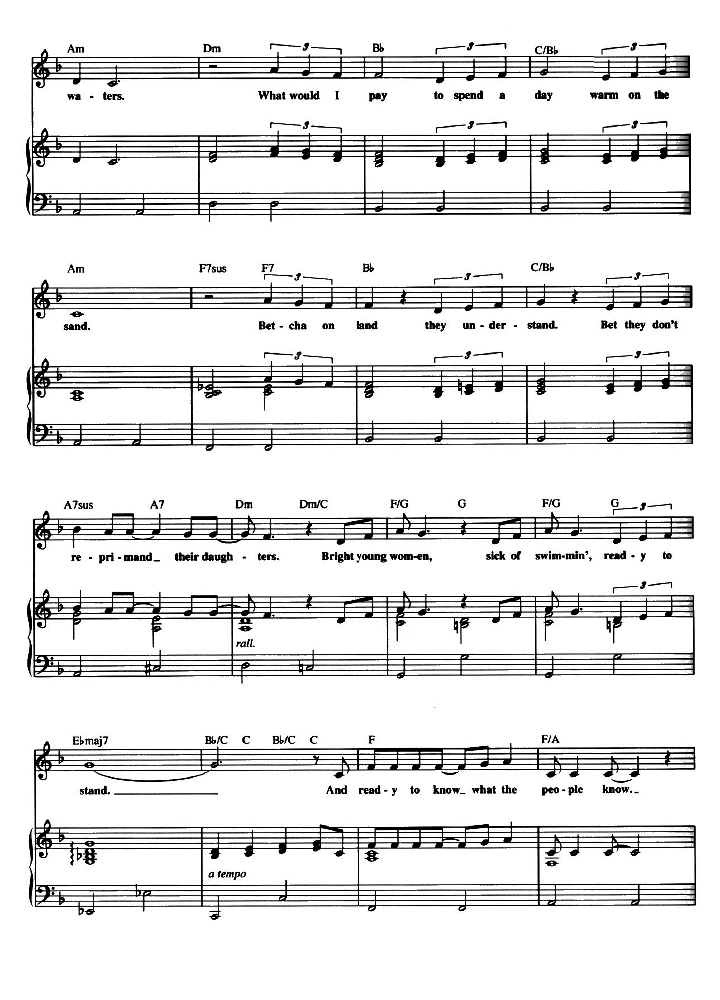 Am Dm 3 B♭ 3 C/B♭ 3
wa - ters. What would I pay to spend a day warm on the
3 3 3
Am F7sus F7 3 B♭ 3 C/B♭ 3
sand. Bet - cha on land they un - der - stand. Bet they don't
3 3 3
A7sus A7 Dm Dm/C F/G G F/G G 3
re - pri - mand_ their daugh - ters. Bright young wom - en, sick of swim - min', read - y to
3
rall.
E♭maj7 B♭/C C B♭/C C F F/A
stand. ________ And read - y to know_ what the peo - ple know._
a tempo